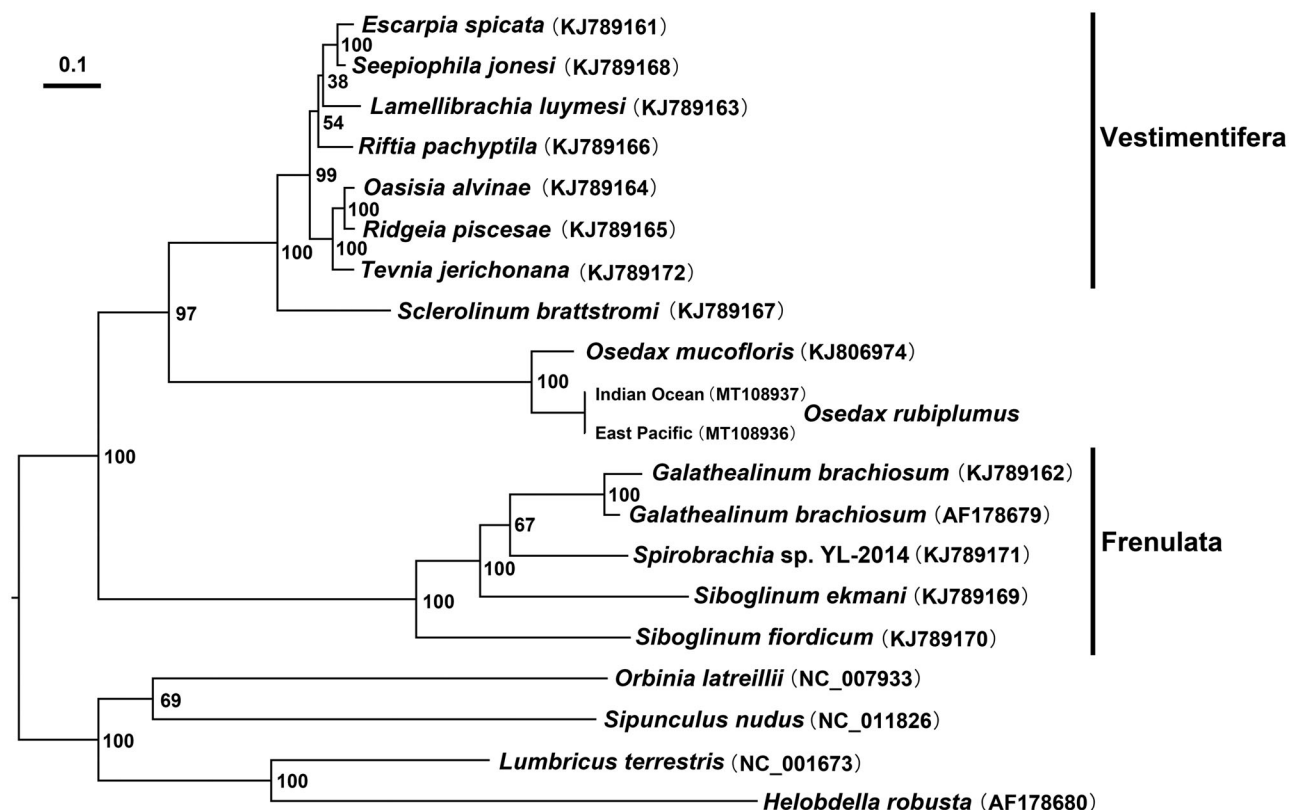 Escarpia spicata (KJ789161)
0.1
100
Seepiophila jonesi (KJ789168)
38
Lamellibrachia luymesi (KJ789163)
54
Vestimentifera
Riftia pachyptila (KJ789166)
99
Oasisia alvinae (KJ789164)
100
Ridgeia piscesae (KJ789165)
100
100
Tevnia jerichonana (KJ789172)
97
Sclerolinum brattstromi (KJ789167)
Osedax mucofloris (KJ806974)
100
Indian Ocean (MT108937)
Osedax rubiplumus
East Pacific (MT108936)
100
Galathealinum brachiosum (KJ789162)
100
Galathealinum brachiosum (AF178679)
67
Frenulata
Spirobrachia sp. YL-2014 (KJ789171)
100
Siboglinum ekmani (KJ789169)
100
Siboglinum fiordicum (KJ789170)
Orbinia latreillii (NC_007933)
69
Sipunculus nudus (NC_011826)
100
Lumbricus terrestris (NC_001673)
100
Helobdella robusta (AF178680)